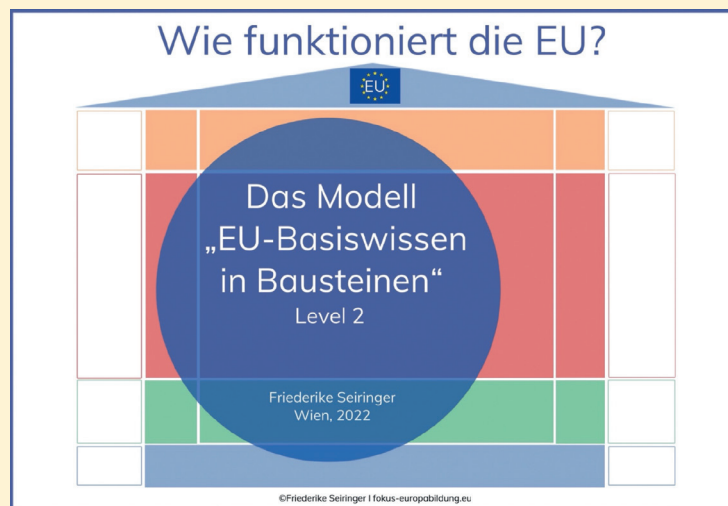 Wie funktioniert die EU?
EU
Das Modell
„EU-Basiswissen
in Bausteinen“
Level 2
Friederike Seiringer
Wien, 2022
©Friederike Seiringer I fokus-europabildung.eu